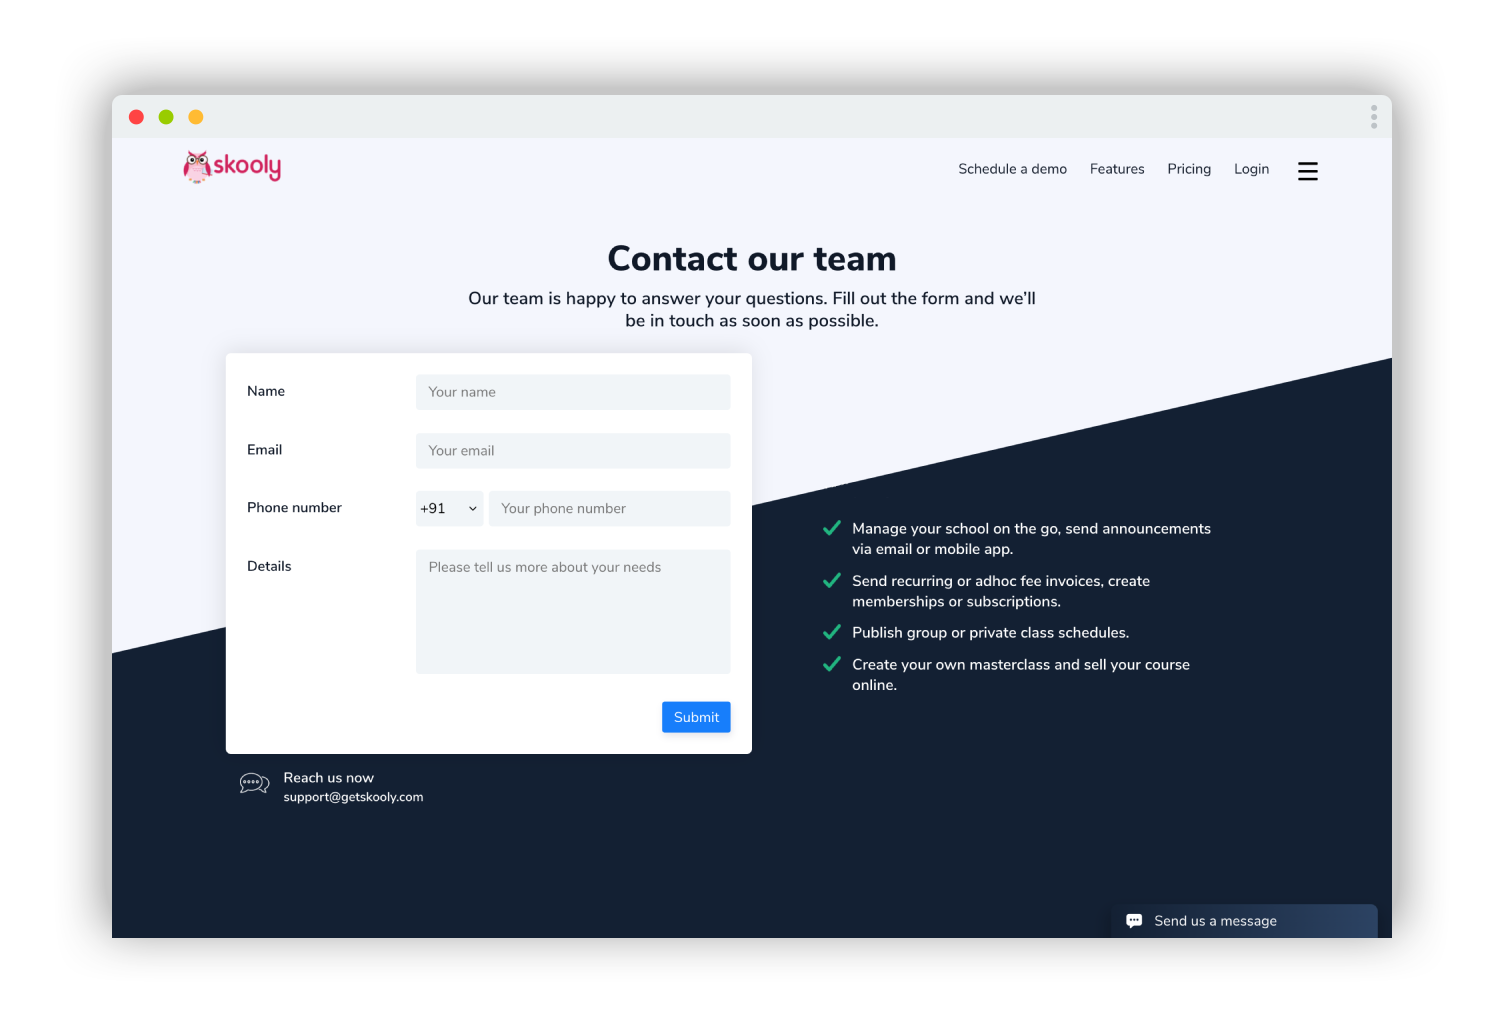 skooly
Schedule a demo
Features
Pricing
Login
Contact our team
Our team is happy to answer your questions. Fill out the form and we'll
be in touch as soon as possible.
Name
Your name
Email
Your email
Phone number
+91
Your phone number
Details
Please tell us more about your needs
Submit
Manage your school on the go, send announcements
via email or mobile app.
Send recurring or adhoc fee invoices, create
memberships or subscriptions.
Publish group or private class schedules.
Create your own masterclass and sell your course
online.
Reach us now
support@getskooly.com
Send us a message